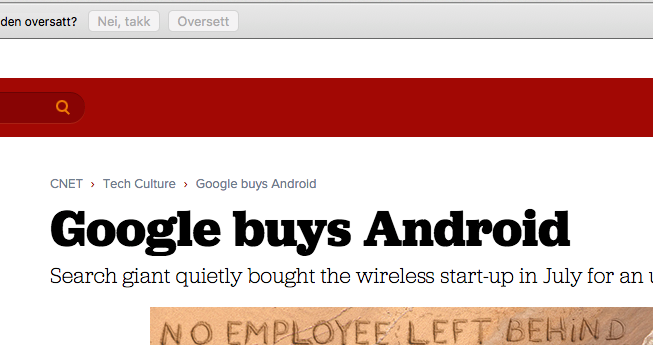 den oversatt? Nei, takk Oversett
CNET › Tech Culture › Google buys Android
Google buys Android
Search giant quietly bought the wireless start-up in July for an
NO EMPLOYEE LEFT BEHIND